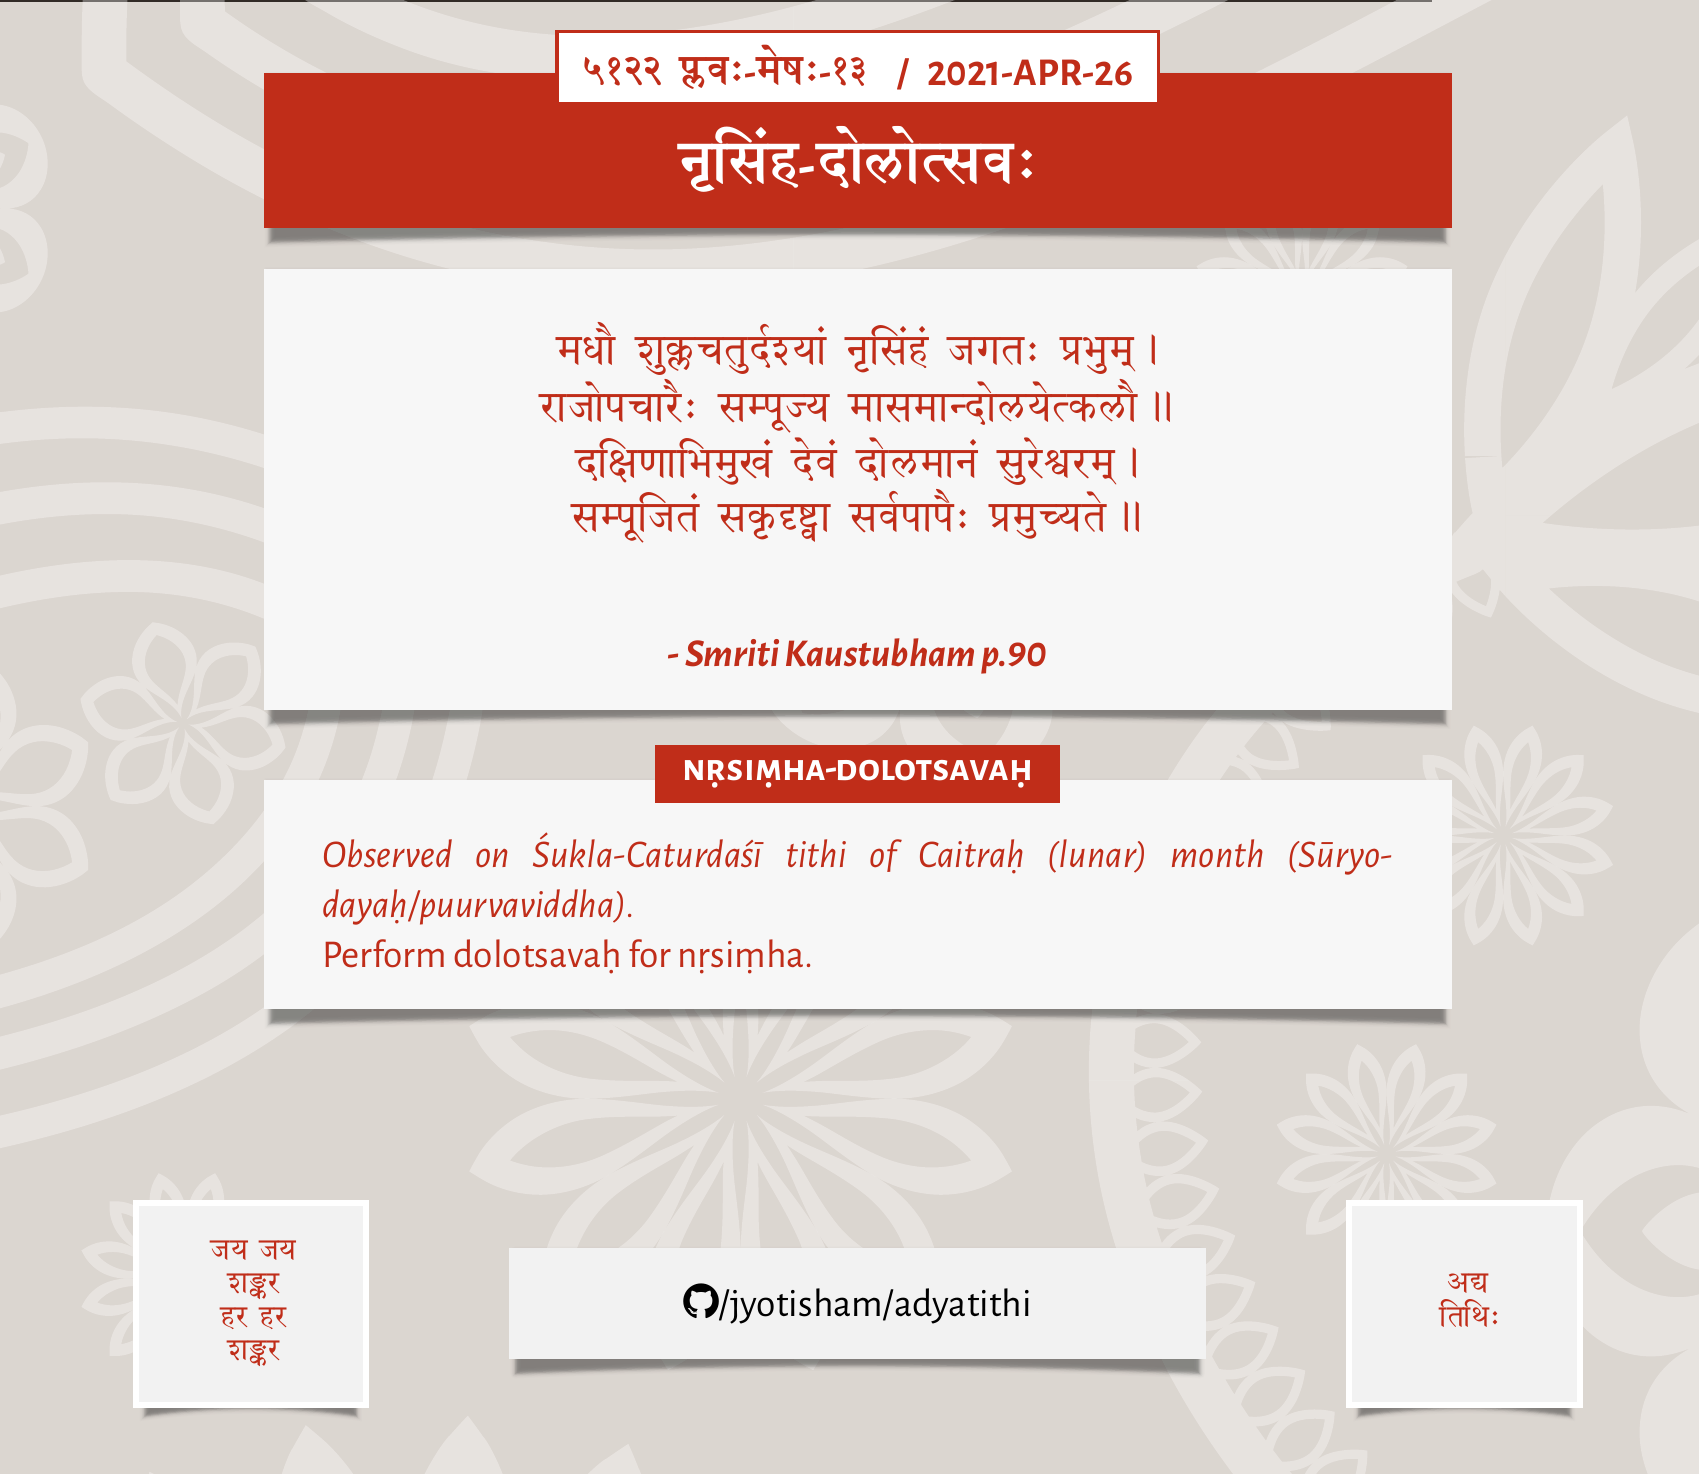 ५१२२ प्लवः-मेषः-१३ / 2021-APR-26
नृसिंह-दोलोत्सवः
मधौ शुक्लचतुर्दश्यां नृसिंहं जगतः प्रभुम् ।
राजोपचारैः सम्पूज्य मासमान्दोलयेत्कलौ ॥
दक्षिणाभिमुखं देवं दोलमानं सुरेश्वरम् ।
सम्पूजितं सकृदृष्ट्वा सर्वपापैः प्रमुच्यते ॥
- Smriti Kaustubham p.90
NṚSIṂHA-DOLOTSAVAḤ
Observed on Śukla-Caturdaśī tithi of Caitraḥ (lunar) month (Sūryo-
dayaḥ/puurvaviddha).
Perform dolotsavaḥ for nṛsiṃha.
जय जय
शङ्कर
हर हर
शङ्कर
/jyotisham/adyatithi
अद्य
तिथिः